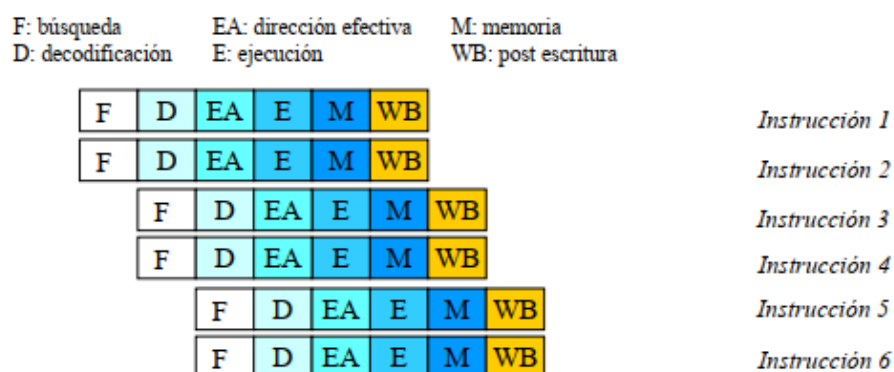 F: búsqueda EA: dirección efectiva M: memoria
D: decodificación E: ejecución WB: post escritura
F D EA E M WB Instrucción 1
F D EA E M WB Instrucción 2
F D EA E M WB Instrucción 3
F D EA E M WB Instrucción 4
F D EA E M WB Instrucción 5
F D EA E M WB Instrucción 6